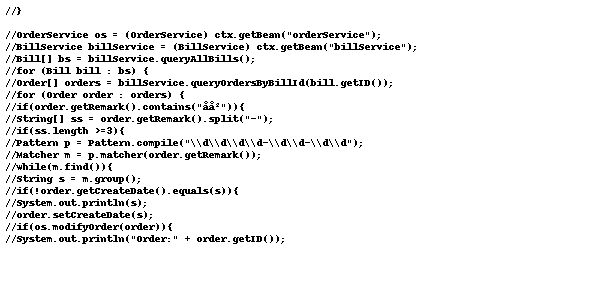 //}
//OrderService os = (OrderService) ctx.getBean("orderService");
//BillService billService = (BillService) ctx.getBean("billService");
//Bill[] bs = billService.queryAllBills();
//for (Bill bill : bs) {
//Order[] orders = billService.queryOrdersByBillId(bill.getID());
//for (Order order : orders) {
//if(order.getRemark().contains("åå²")){
//String[] ss = order.getRemark().split("-");
//if(ss.length >=3){
//Pattern p = Pattern.compile("\\d\\d\\d\\d-\\d\\d-\\d\\d");
//Matcher m = p.matcher(order.getRemark());
//while(m.find()){
//String s = m.group();
//if(!order.getCreateDate().equals(s)){
//System.out.println(s);
//order.setCreateDate(s);
//if(os.modifyOrder(order)){
//System.out.println("Order:" + order.getID());